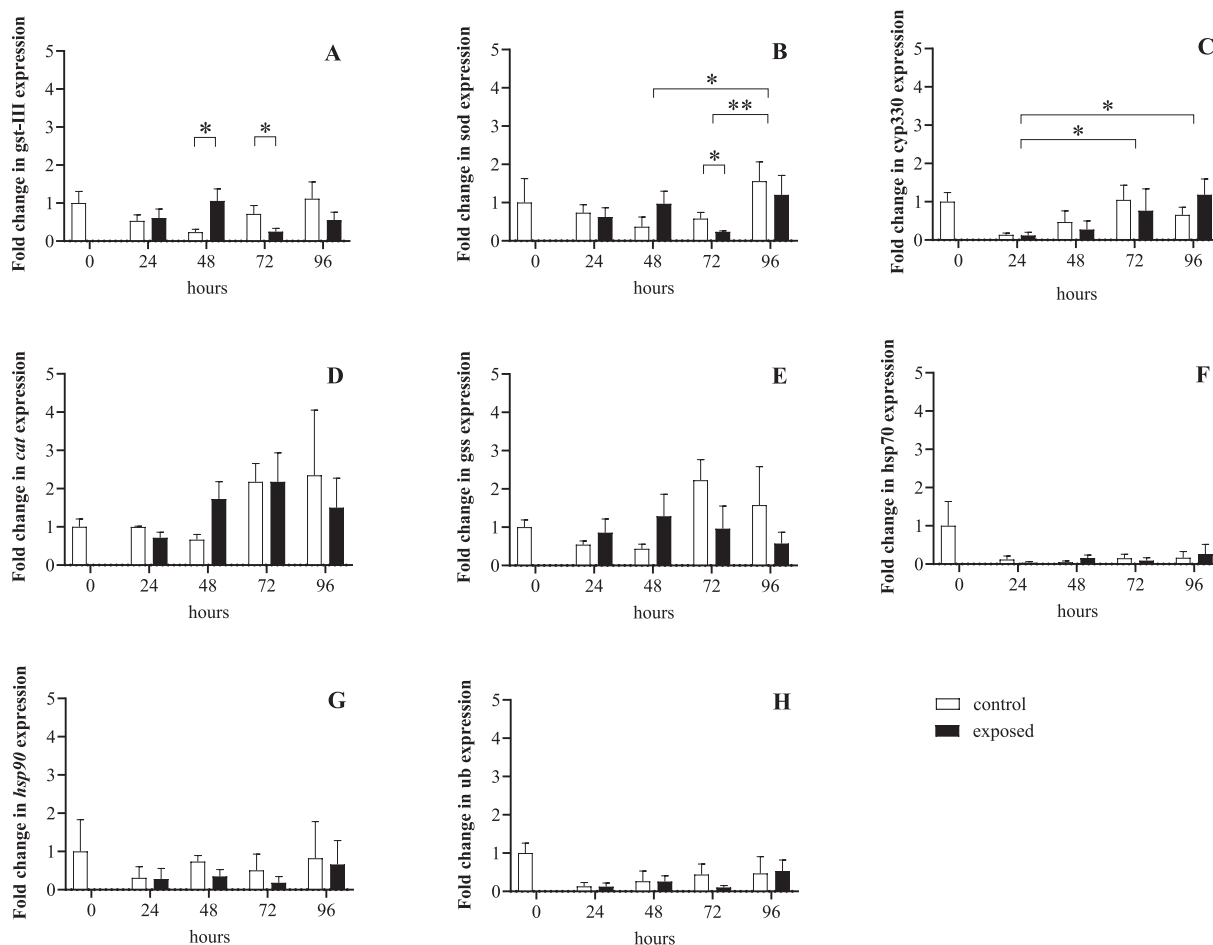 A
Fold change in gst-III expression
5
4
3
2
1
0
* *
0 24 48 72 96
hours
B
Fold change in sod expression
5
4
3
2
1
0
*
**
*
0 24 48 72 96
hours
C
Fold change in cyp330 expression
5
4
3
2
1
0
*
*
0 24 48 72 96
hours
D
Fold change in cat expression
5
4
3
2
1
0
0 24 48 72 96
hours
E
Fold change in gss expression
5
4
3
2
1
0
0 24 48 72 96
hours
F
Fold change in hsp70 expression
5
4
3
2
1
0
0 24 48 72 96
hours
G
Fold change in hsp90 expression
5
4
3
2
1
0
0 24 48 72 96
hours
H
Fold change in ub expression
5
4
3
2
1
0
0 24 48 72 96
hours
control
exposed